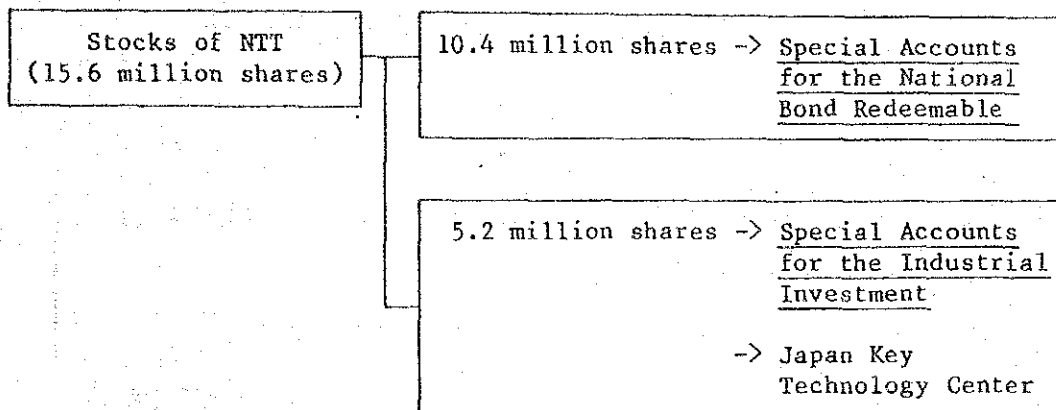 Stocks of NTT
(15.6 million shares)
10.4 million shares -> Special Accounts
for the National
Bond Redeemable
5.2 million shares -> Special Accounts
for the Industrial
Investment
-> Japan Key
Technology Center